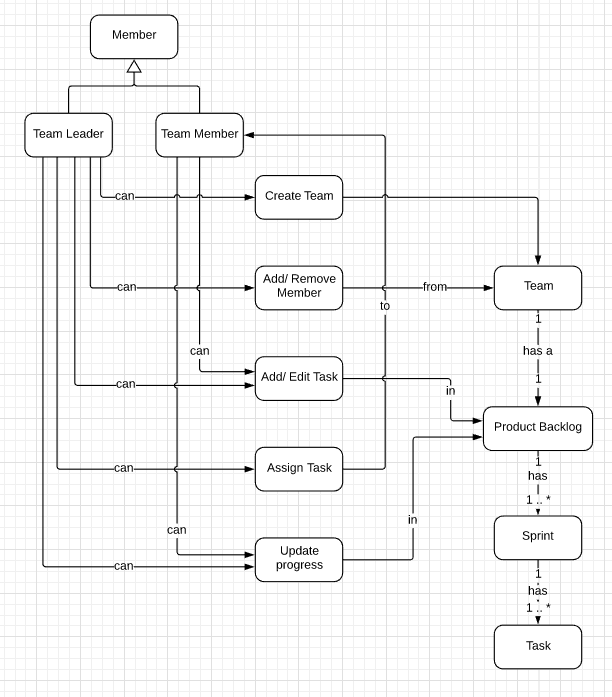 Member
Team Leader
Team Member
can
Create Team
can
Add/ Remove
Member
from
Team
to
1
can
has a
can
Add/ Edit Task
1
in
Product Backlog
can
Assign Task
1
has
1 .. *
in
can
Sprint
can
Update
progress
1
has
1 .. *
Task